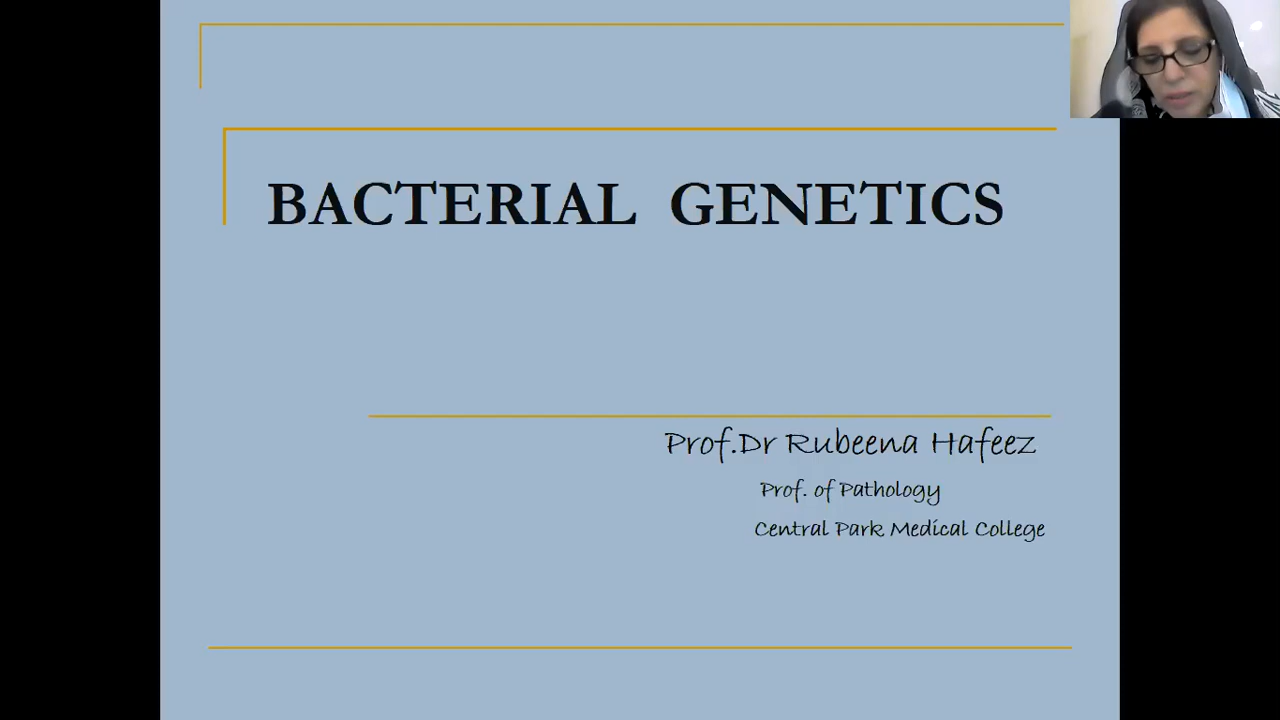 BACTERIAL GENETICS
Prof.Dr Rubeena Hafeez
Prof. of Pathology
Central Park Medical College